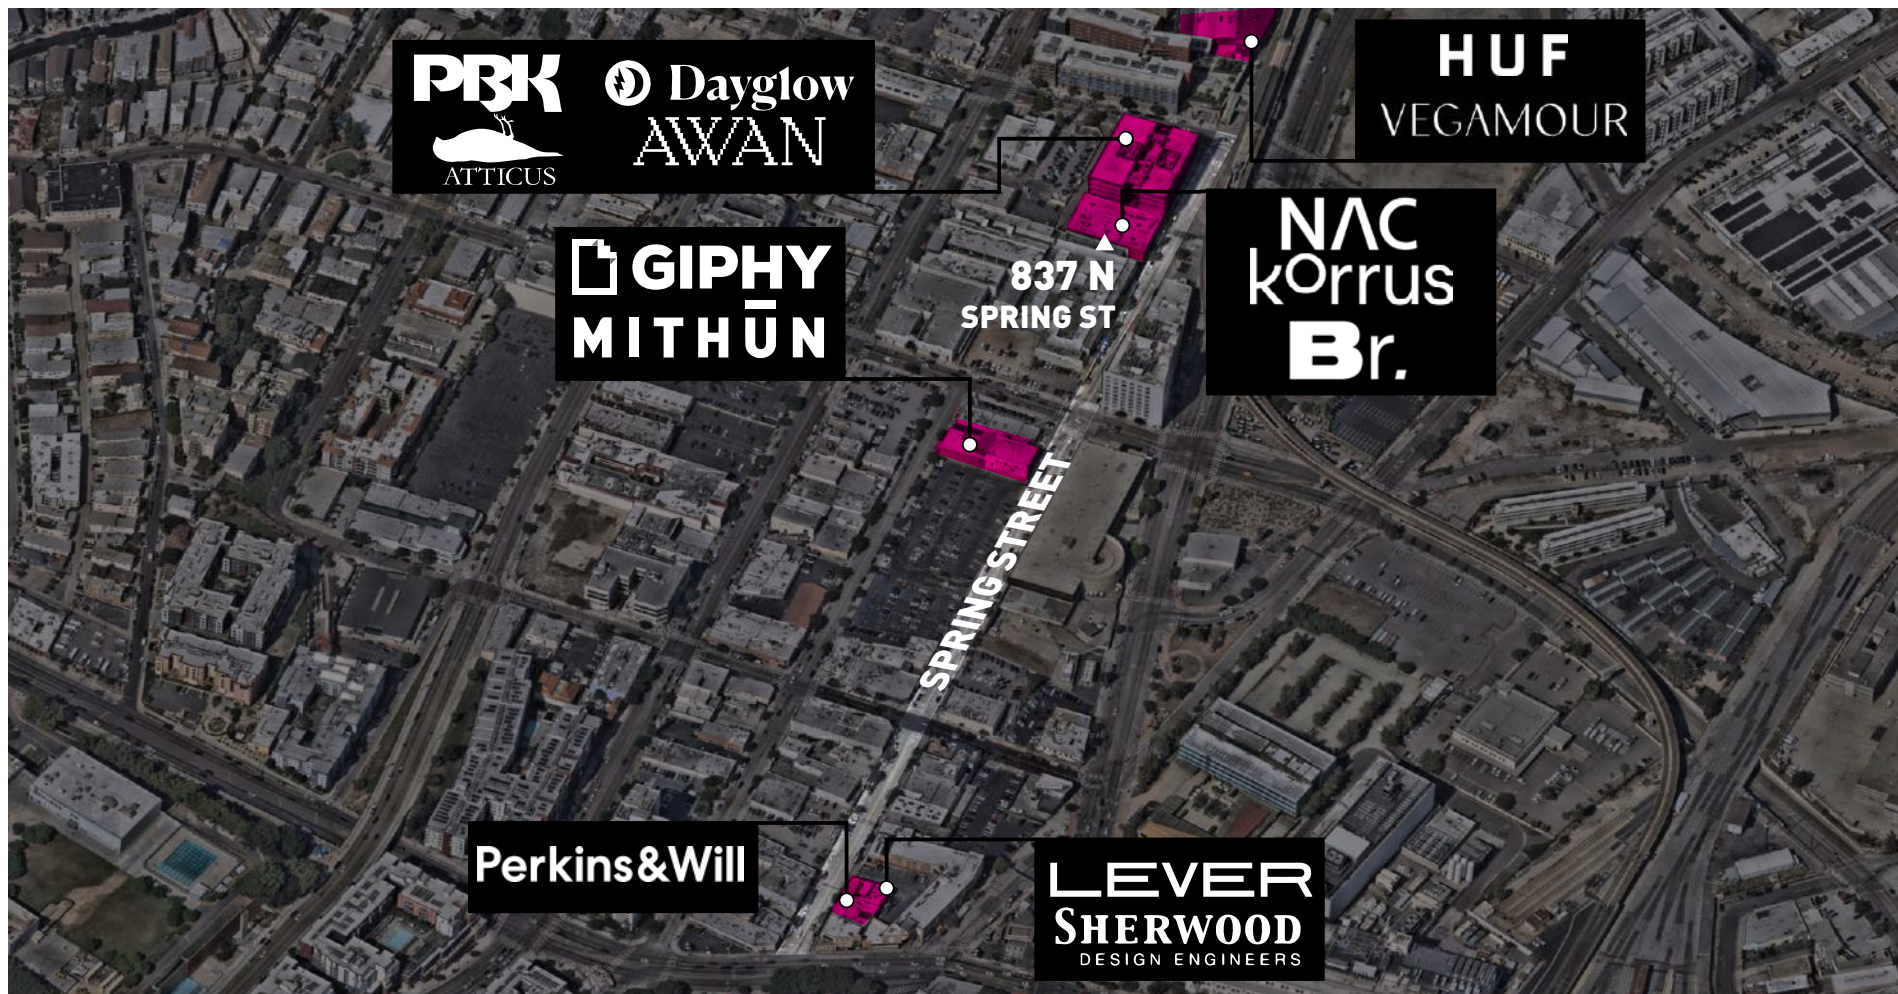 PBK
ATTICUS
Dayglow
AWAN
HUF
VEGAMOUR
NAC
korrus
Br.
837 N
SPRING ST
GIPHY
MITHŪN
SPRING STREET
Perkins&Will
LEVER
SHERWOOD
DESIGN ENGINEERS